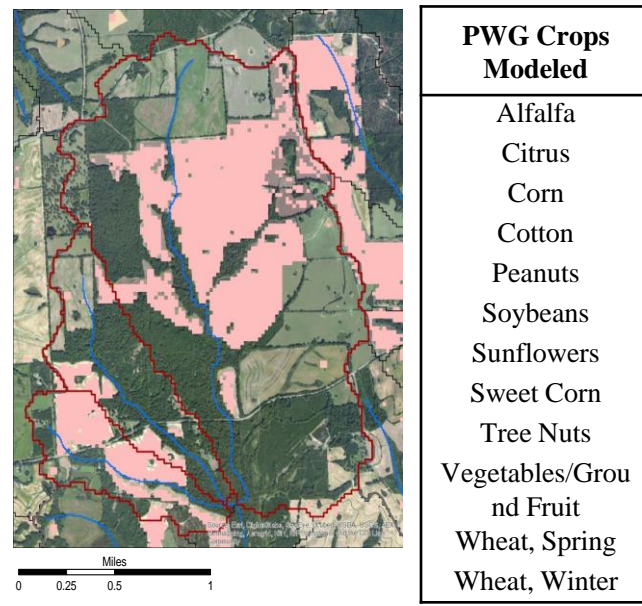 PWG Crops
Modeled
Alfalfa
Citrus
Corn
Cotton
Peanuts
Soybeans
Sunflowers
Sweet Corn
Tree Nuts
Vegetables/Grou
nd Fruit
Wheat, Spring
Wheat, Winter
Miles
0 0.25 0.5 1